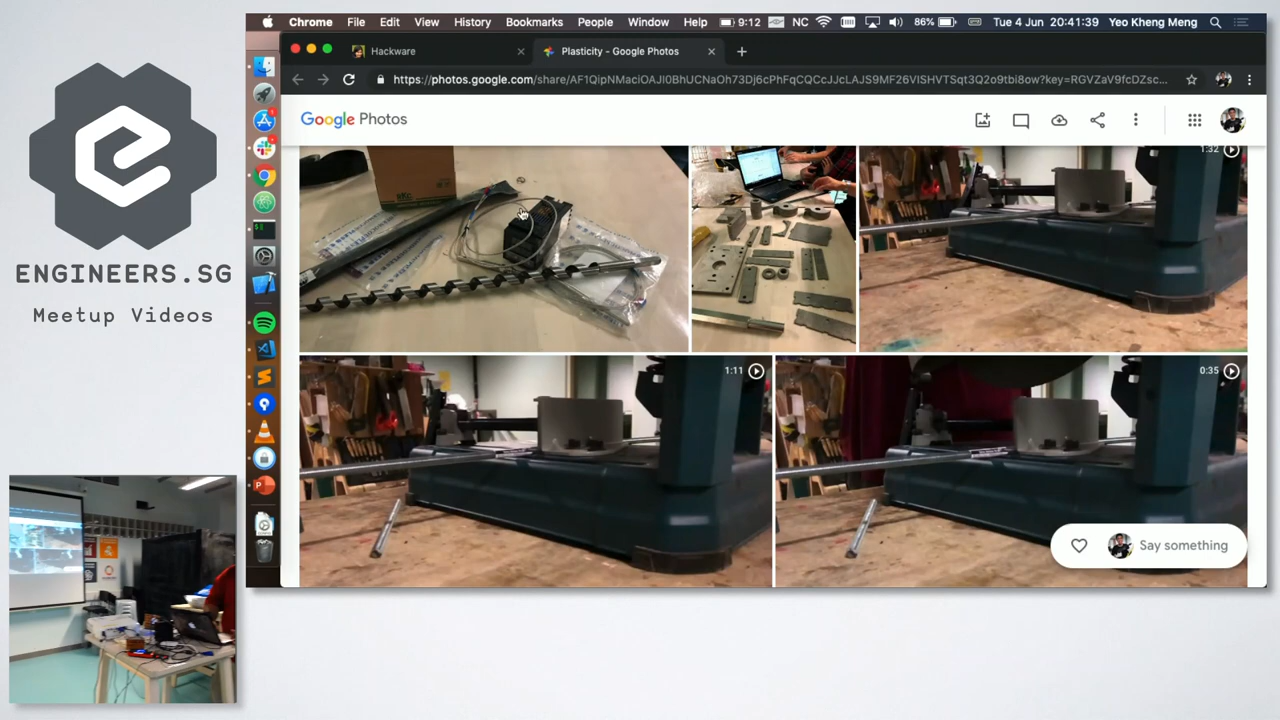 Chrome File Edit View History Bookmarks People Window Help 9:12 NC 86% Tue 4 Jun 20:41:39 Yeo Kheng Meng
Hackware
Plasticity - Google Photos
https://photos.google.com/share/AF1QipNMaciOAJI0BhUCNaOh73Dj6cPhFqCQCcJJcLAJS9MF26VISHVTSqt3Q2o9tbi8ow?key=RGVZaV9fcDZsc...
Google Photos
1:32
1:11
0:35
Say something
ENGINEERS.SG
Meetup Videos